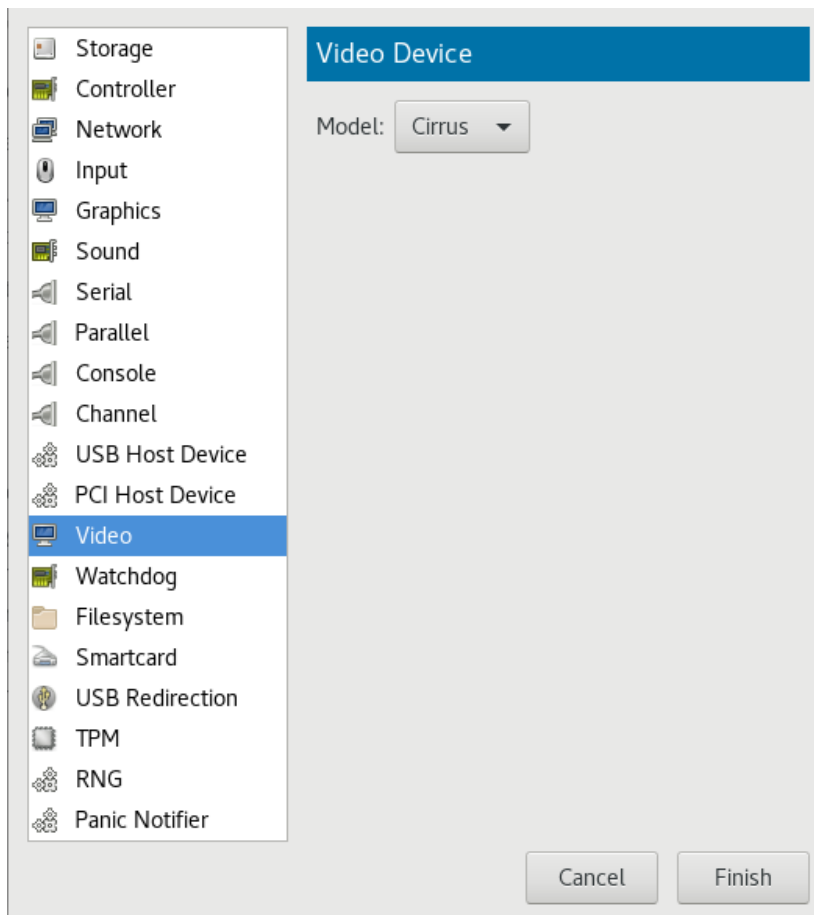 Storage
Controller
Network
Input
Graphics
Sound
Serial
Parallel
Console
Channel
USB Host Device
PCI Host Device
Video
Watchdog
Filesystem
Smartcard
USB Redirection
TPM
RNG
Panic Notifier
Video Device
Model: Cirrus
Cancel Finish